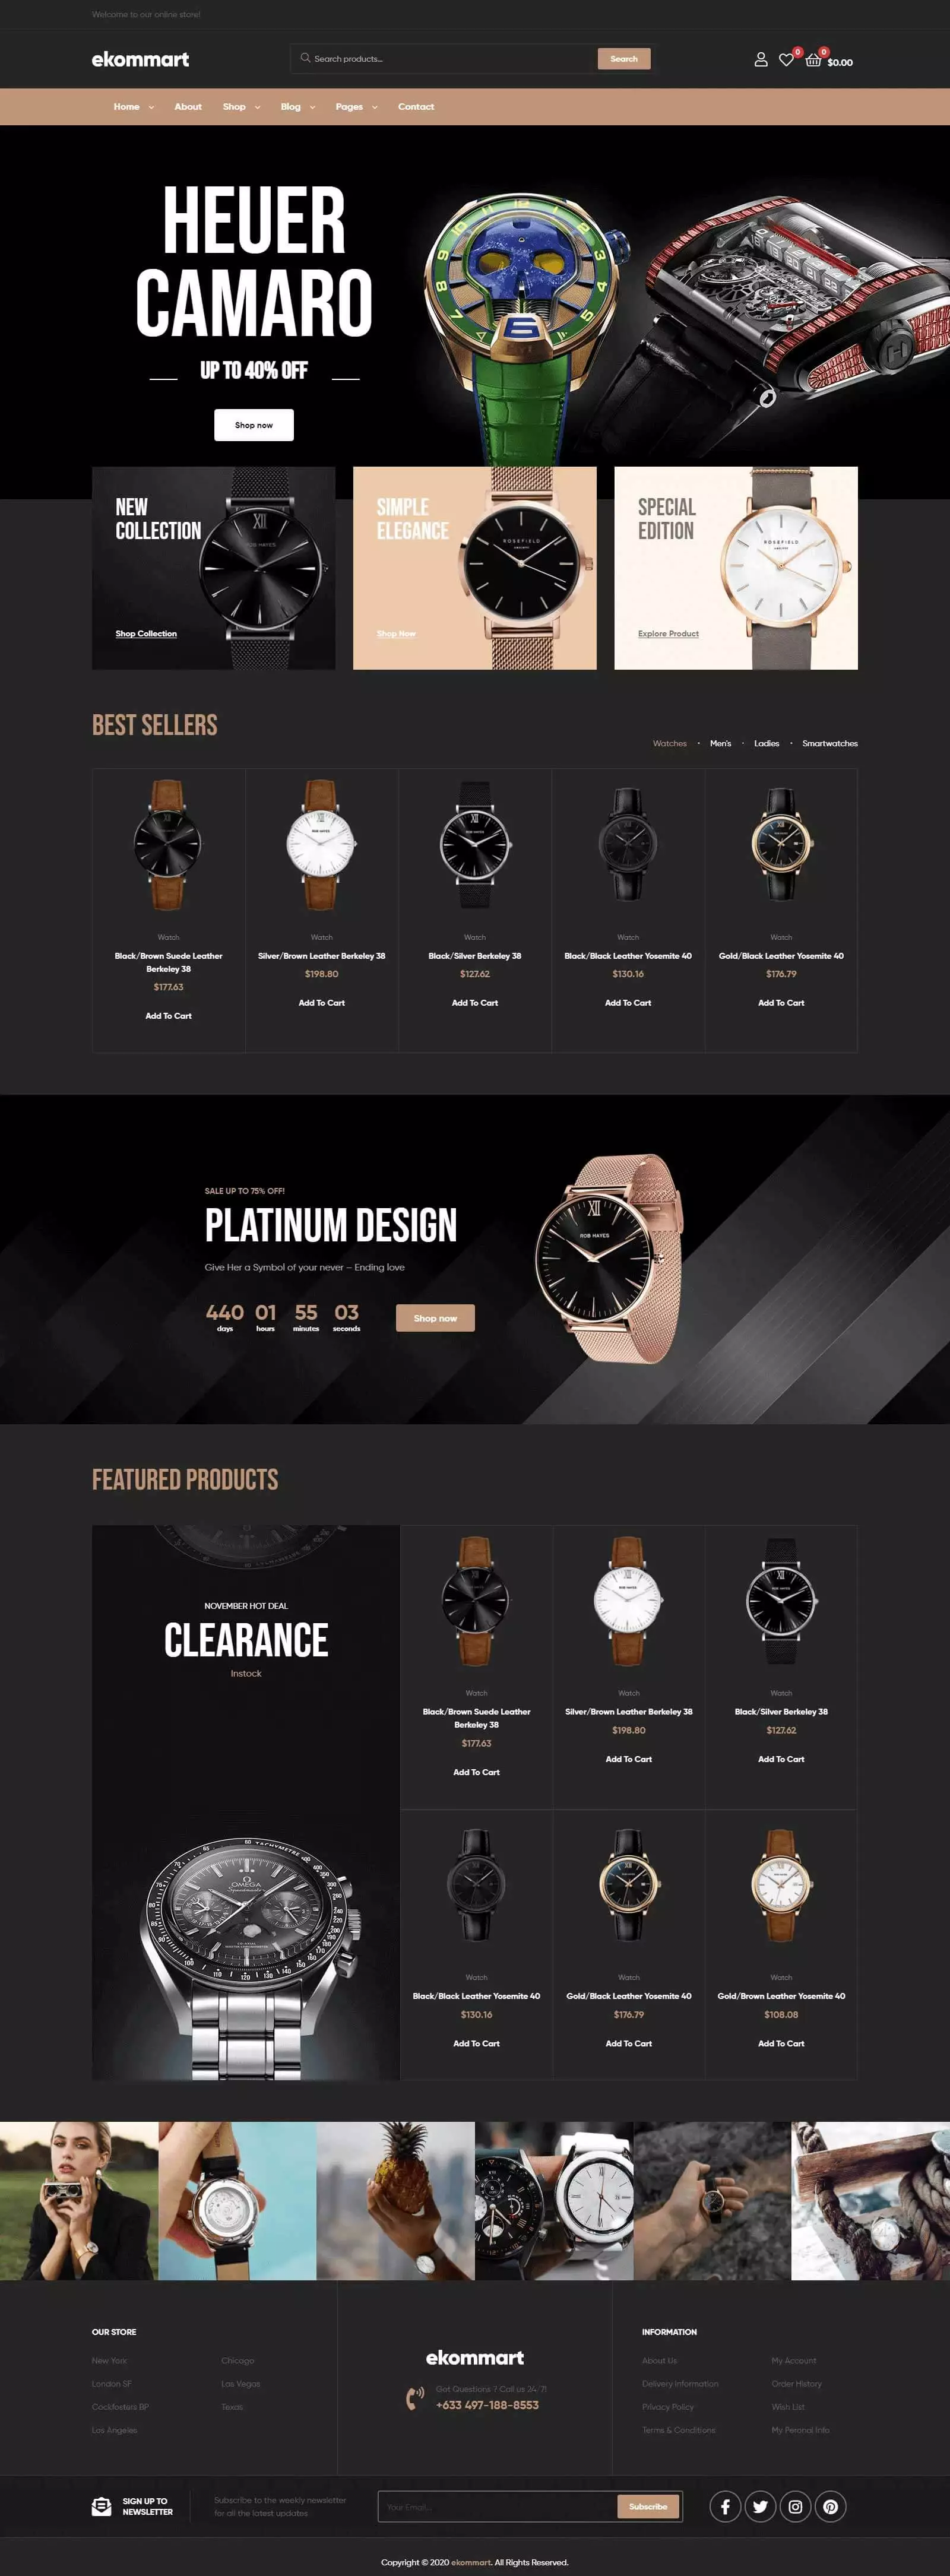 Welcome to our online store!
ekommart
Search products...
Search
0
0
$0.00
Home
About
Shop
Blog
Pages
Contact
HEUER
CAMARO
UP TO 40% OFF
Shop now
NEW
COLLECTION
Shop Collection
SIMPLE
ELEGANCE
Shop Now
SPECIAL
EDITION
Explore Product
XII
ROB HAYES
ROSEFIELD
ROSEFIELD
BEST SELLERS
Watches • Men's • Ladies • Smartwatches
Watch
Black/Brown Suede Leather
Berkeley 38
$177.63
Add To Cart
Watch
Silver/Brown Leather Berkeley 38
$198.80
Add To Cart
Watch
Black/Silver Berkeley 38
$127.62
Add To Cart
Watch
Black/Black Leather Yosemite 40
$130.16
Add To Cart
Watch
Gold/Black Leather Yosemite 40
$176.79
Add To Cart
SALE UP TO 75% OFF!
PLATINUM DESIGN
Give Her a Symbol of your never – Ending love
440 01 55 03
days hours minutes seconds
Shop now
XII
ROB HAYES
FEATURED PRODUCTS
NOVEMBER HOT DEAL
CLEARANCE
Instock
TACHYMETRE
OMEGA
Speedmaster
Watch
Black/Brown Suede Leather
Berkeley 38
$177.63
Add To Cart
Watch
Silver/Brown Leather Berkeley 38
$198.80
Add To Cart
Watch
Black/Silver Berkeley 38
$127.62
Add To Cart
Watch
Black/Black Leather Yosemite 40
$130.16
Add To Cart
Watch
Gold/Black Leather Yosemite 40
$176.79
Add To Cart
Watch
Gold/Brown Leather Yosemite 40
$108.08
Add To Cart
OUR STORE
New York
London SF
Cockfosters BP
Los Angeles
Chicago
Las Vegas
Texas
ekommart
Got Questions ? Call us 24/7!
+633 497-188-8553
INFORMATION
About Us
Delivery Information
Privacy Policy
Terms & Conditions
My Account
Order History
Wish List
My Peronal Info
SIGN UP TO
NEWSLETTER
Subscribe to the weekly newsletter
for all the latest updates
Your Email...
Subscribe
Copyright © 2020 ekommart. All Rights Reserved.